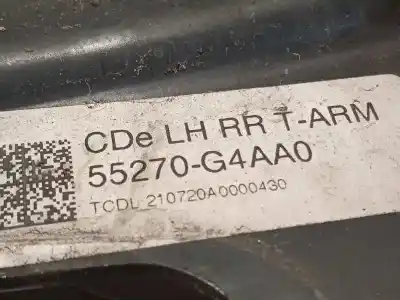 CDe LH RR T-ARM
55270-G4AA0
TCDL 210720A0000430